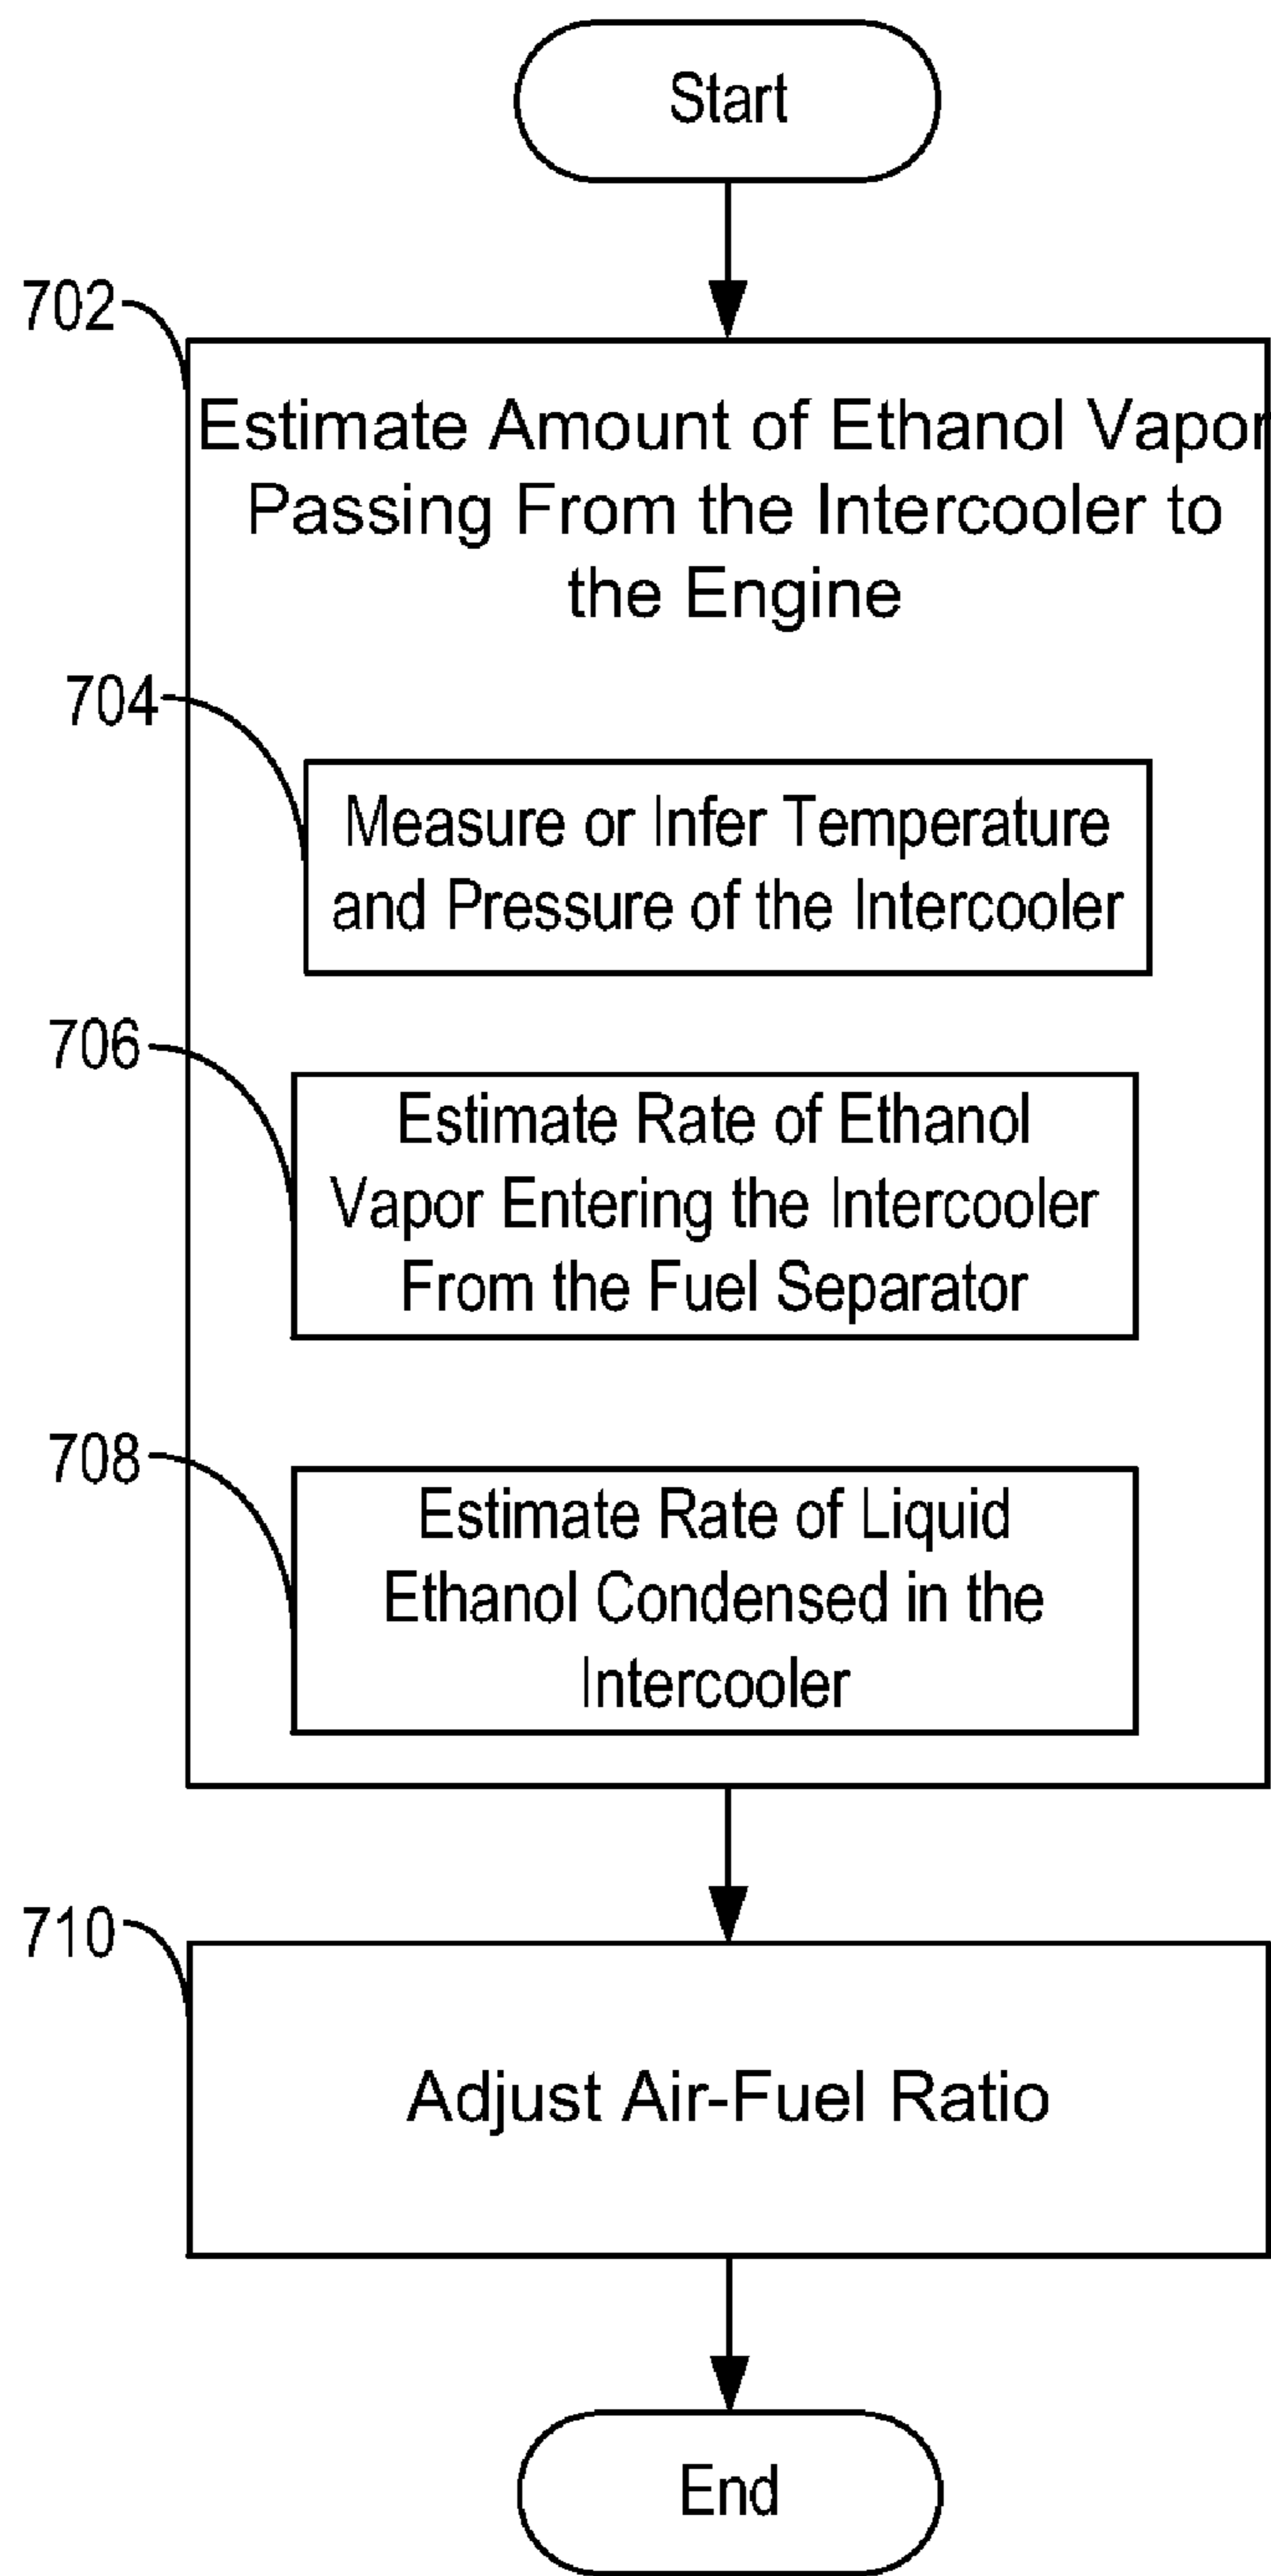 Start
702
Estimate Amount of Ethanol Vapor
Passing From the Intercooler to
the Engine
704
Measure or Infer Temperature
and Pressure of the Intercooler
706
Estimate Rate of Ethanol
Vapor Entering the Intercooler
From the Fuel Separator
708
Estimate Rate of Liquid
Ethanol Condensed in the
Intercooler
710
Adjust Air-Fuel Ratio
End